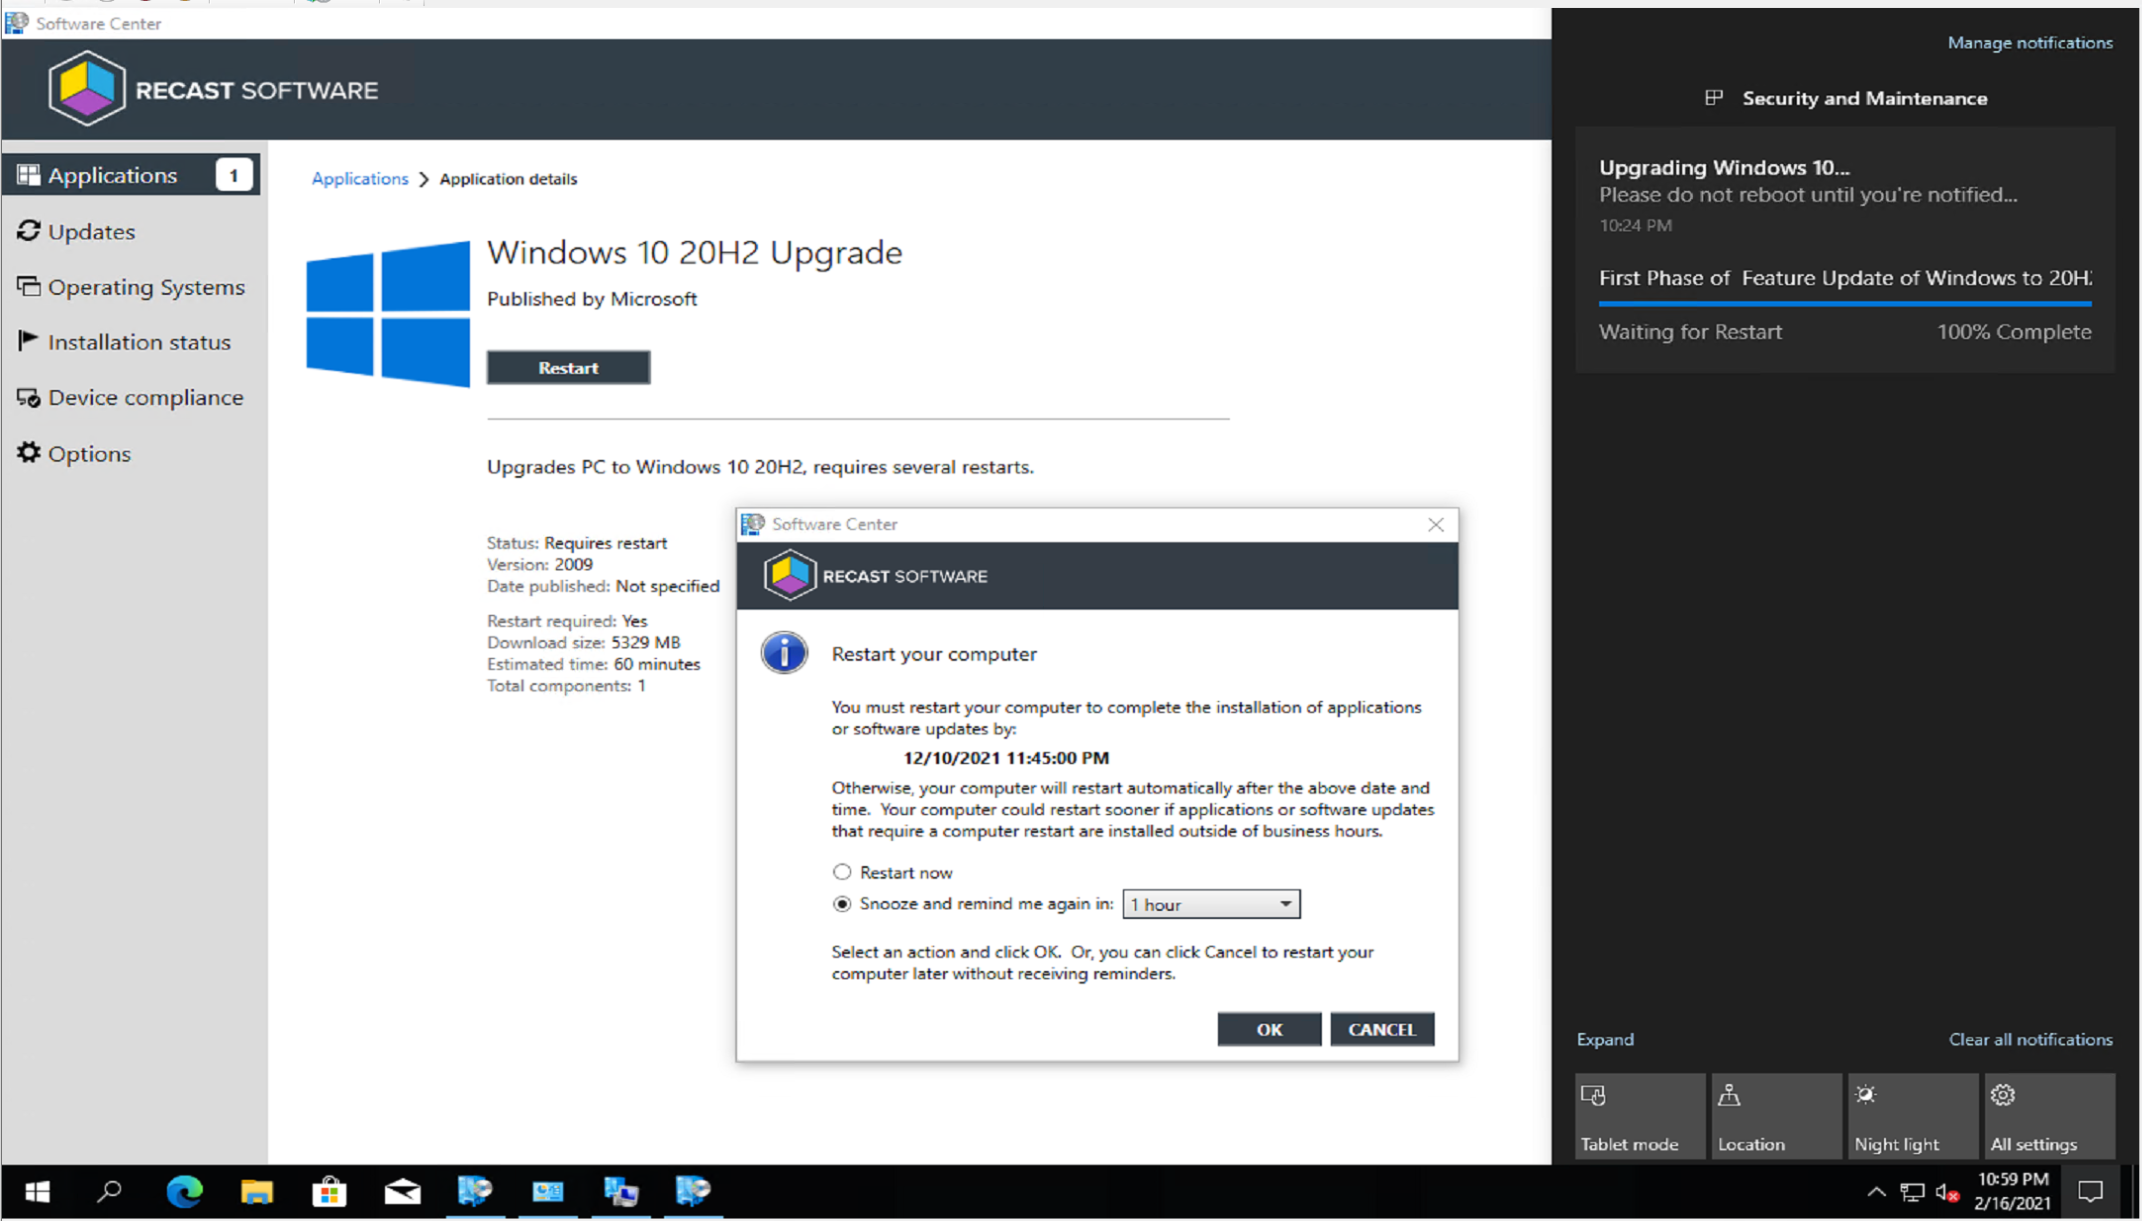 Software Center
RECAST SOFTWARE
Applications 1
Updates
Operating Systems
Installation status
Device compliance
Options
Applications > Application details
Windows 10 20H2 Upgrade
Published by Microsoft
Restart
Upgrades PC to Windows 10 20H2, requires several restarts.
Status: Requires restart
Version: 2009
Date published: Not specified
Restart required: Yes
Download size: 5329 MB
Estimated time: 60 minutes
Total components: 1
Software Center
RECAST SOFTWARE
Restart your computer
You must restart your computer to complete the installation of applications
or software updates by:
12/10/2021 11:45:00 PM
Otherwise, your computer will restart automatically after the above date and
time. Your computer could restart sooner if applications or software updates
that require a computer restart are installed outside of business hours.
Restart now
Snooze and remind me again in: 1 hour
Select an action and click OK. Or, you can click Cancel to restart your
computer later without receiving reminders.
OK CANCEL
Manage notifications
Security and Maintenance
Upgrading Windows 10...
Please do not reboot until you're notified...
10:24 PM
First Phase of Feature Update of Windows to 20H
Waiting for Restart 100% Complete
Expand Clear all notifications
Tablet mode Location Night light All settings
10:59 PM
2/16/2021